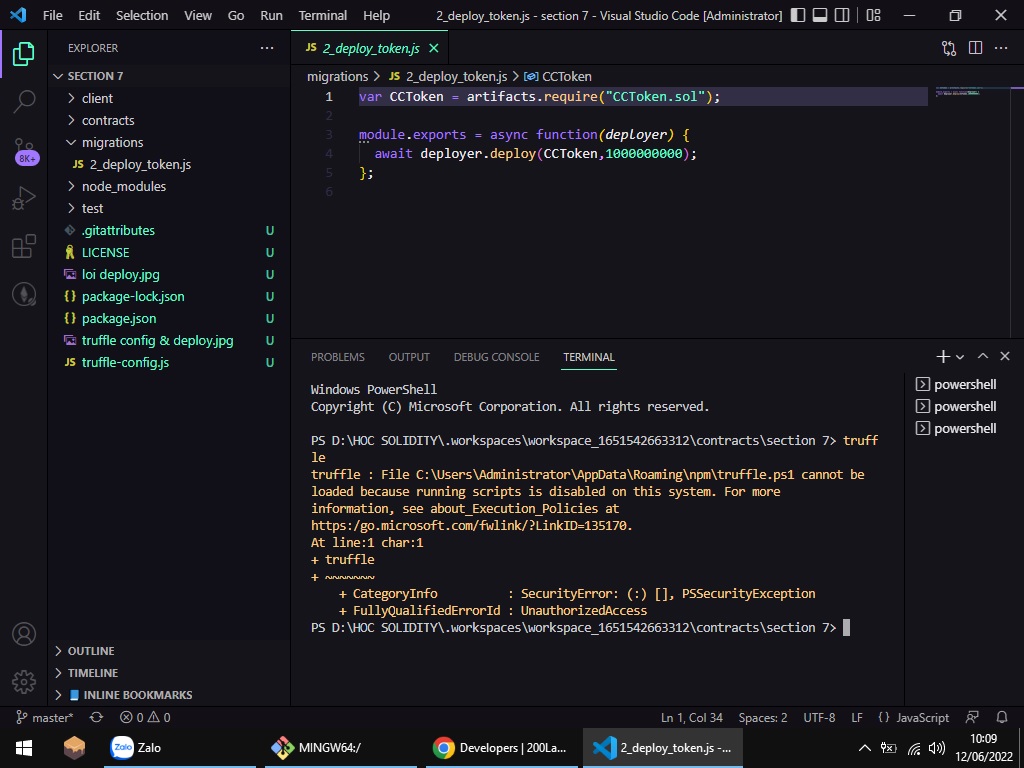 File Edit Selection View Go Run Terminal Help 2_deploy_token.js - section 7 - Visual Studio Code [Administrator]
EXPLORER
SECTION 7
client
contracts
migrations
JS 2_deploy_token.js
node_modules
test
.gitattributes U
LICENSE U
loi deploy.jpg U
{} package-lock.json U
{} package.json U
truffle config & deploy.jpg U
JS truffle-config.js U
OUTLINE
TIMELINE
INLINE BOOKMARKS
8K+
JS 2_deploy_token.js
migrations > JS 2_deploy_token.js > CCToken
1 var CCToken = artifacts.require("CCToken.sol");
2
3 module.exports = async function(deployer) {
4 await deployer.deploy(CCToken,1000000000);
5 };
6
PROBLEMS OUTPUT DEBUG CONSOLE TERMINAL
Windows PowerShell
Copyright (C) Microsoft Corporation. All rights reserved.
PS D:\HOC SOLIDITY\.workspaces\workspace_1651542663312\contracts\section 7> truff
le
truffle : File C:\Users\Administrator\AppData\Roaming\npm\truffle.ps1 cannot be
loaded because running scripts is disabled on this system. For more
information, see about_Execution_Policies at
https:/go.microsoft.com/fwlink/?LinkID=135170.
At line:1 char:1
+ truffle
+ ~~~~~~~
+ CategoryInfo : SecurityError: (:) [], PSSecurityException
+ FullyQualifiedErrorId : UnauthorizedAccess
PS D:\HOC SOLIDITY\.workspaces\workspace_1651542663312\contracts\section 7>
powershell
powershell
powershell
master* 0 0 Ln 1, Col 34 Spaces: 2 UTF-8 LF {} JavaScript
Zalo Zalo MINGW64:/ Developers | 200La... 2_deploy_token.js -... 10:09
12/06/2022